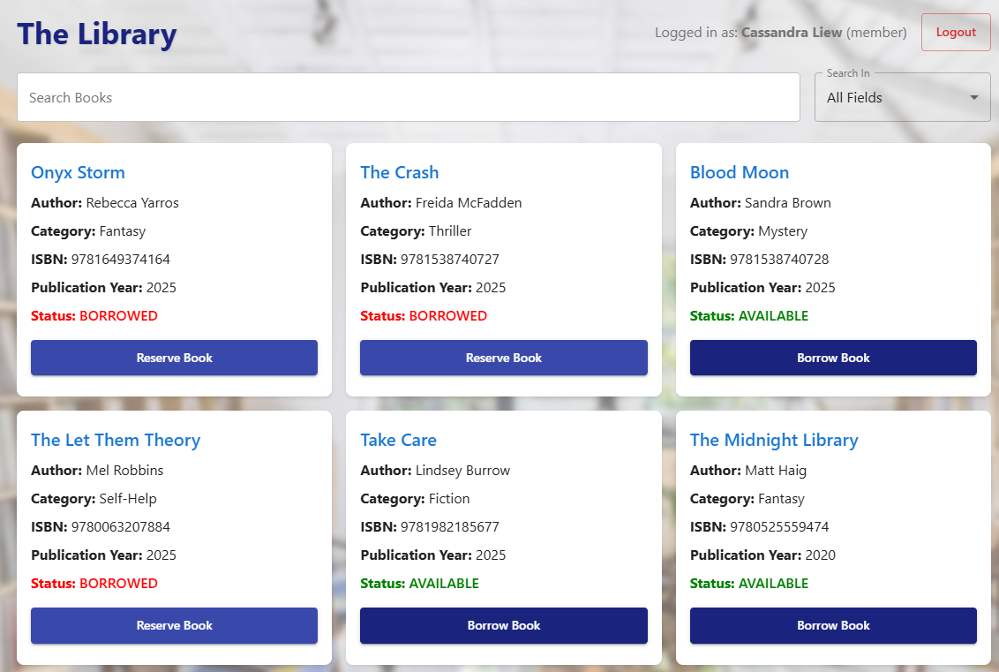 The Library
Logged in as: Cassandra Liew (member)
Logout
Search Books
Search In
All Fields
Onyx Storm
Author: Rebecca Yarros
Category: Fantasy
ISBN: 9781649374164
Publication Year: 2025
Status: BORROWED
Reserve Book
The Crash
Author: Freida McFadden
Category: Thriller
ISBN: 9781538740727
Publication Year: 2025
Status: BORROWED
Reserve Book
Blood Moon
Author: Sandra Brown
Category: Mystery
ISBN: 9781538740728
Publication Year: 2025
Status: AVAILABLE
Borrow Book
The Let Them Theory
Author: Mel Robbins
Category: Self-Help
ISBN: 9780063207884
Publication Year: 2025
Status: BORROWED
Reserve Book
Take Care
Author: Lindsey Burrow
Category: Fiction
ISBN: 9781982185677
Publication Year: 2025
Status: AVAILABLE
Borrow Book
The Midnight Library
Author: Matt Haig
Category: Fantasy
ISBN: 9780525559474
Publication Year: 2020
Status: AVAILABLE
Borrow Book